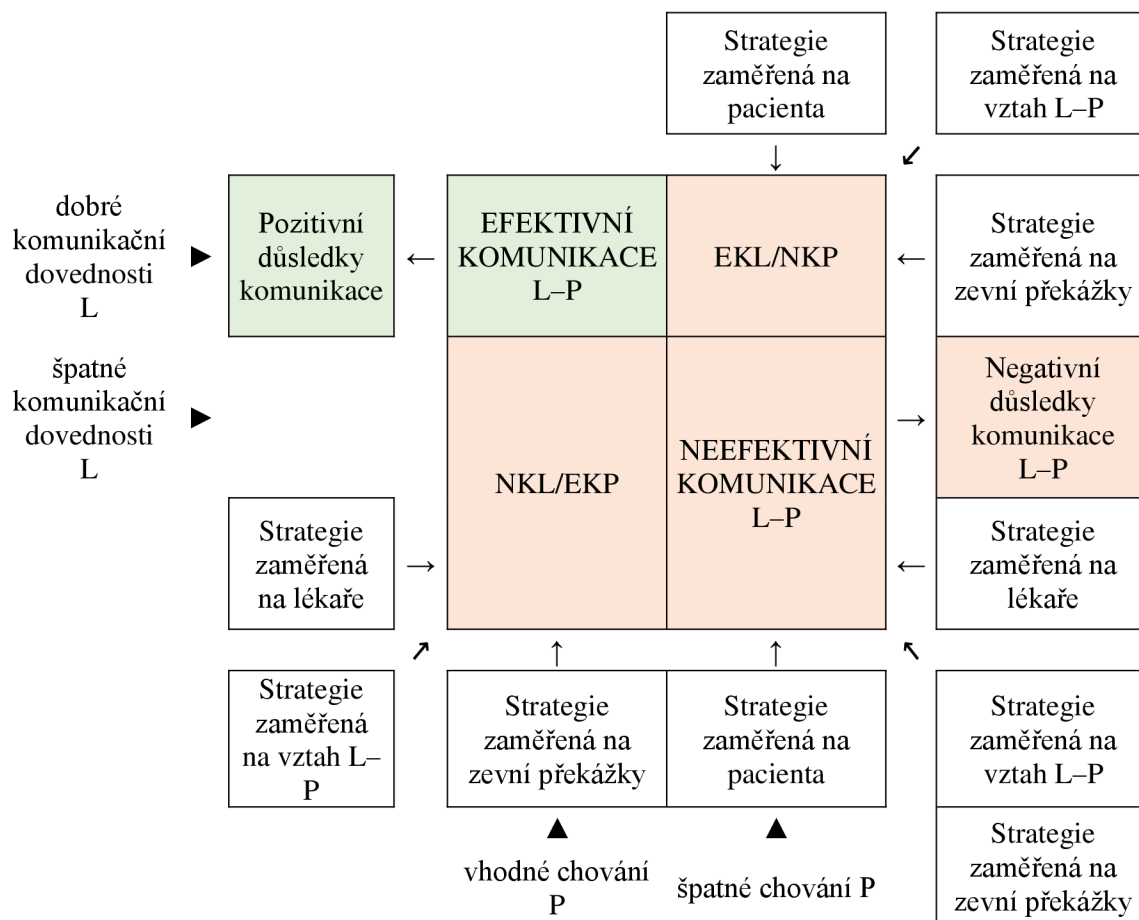 Strategie
zaměřená na
pacienta
Strategie
zaměřená na
vztah L–P
dobré
komunikační
dovednosti
L
Pozitivní
důsledky
komunikace
EFEKTIVNÍ
KOMUNIKACE
L–P
EKL/NKP
Strategie
zaměřená na
zevní překážky
špatné
komunikační
dovednosti
L
NKL/EKP
NEEFEKTIVNÍ
KOMUNIKACE
L–P
Negativní
důsledky
komunikace
L–P
Strategie
zaměřená
na lékaře
Strategie
zaměřená na
lékaře
Strategie
zaměřená
na vztah L–
P
Strategie
zaměřená na
zevní překážky
Strategie
zaměřená na
pacienta
Strategie
zaměřená na
vztah L–P
vhodné chování
P
špatné chování P
Strategie
zaměřená na
zevní překážky